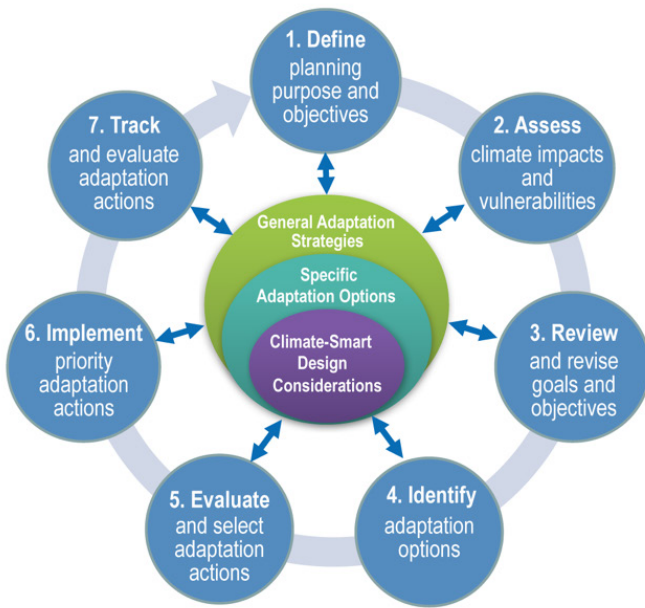 1. Define
planning
purpose and
objectives
2. Assess
climate impacts
and
vulnerabilities
3. Review
and revise
goals and
objectives
4. Identify
adaptation
options
5. Evaluate
and select
adaptation
actions
6. Implement
priority
adaptation
actions
7. Track
and evaluate
adaptation
actions
General Adaptation
Strategies
Specific
Adaptation Options
Climate-Smart
Design
Considerations